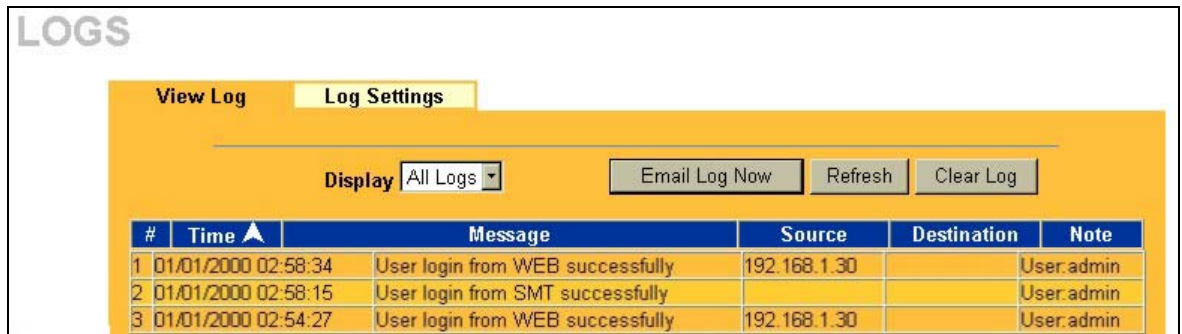 LOGS
View Log Log Settings
Display All Logs Email Log Now Refresh Clear Log
# Time Message Source Destination Note
1 01/01/2000 02:58:34 User login from WEB successfully 192.168.1.30 User:admin
2 01/01/2000 02:58:15 User login from SMT successfully User:admin
3 01/01/2000 02:54:27 User login from WEB successfully 192.168.1.30 User:admin